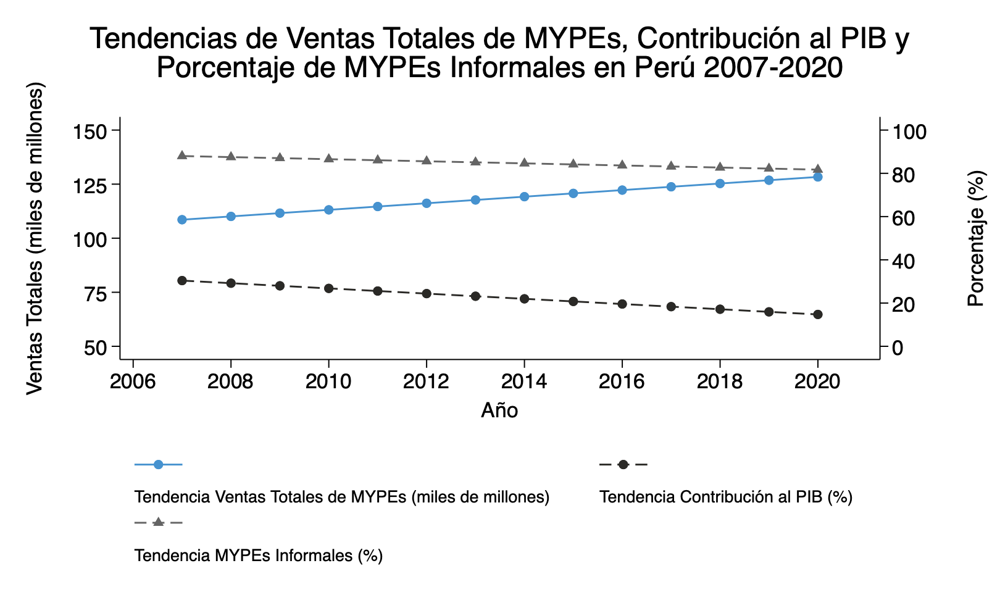 Tendencias de Ventas Totales de MYPEs, Contribución al PIB y
Porcentaje de MYPEs Informales en Perú 2007-2020
Ventas Totales (miles de millones)
150
125
100
75
50
100
80
60
40
20
0
Porcentaje (%)
2006
2008
2010
2012
2014
2016
2018
2020
Año
Tendencia Ventas Totales de MYPEs (miles de millones)
Tendencia Contribución al PIB (%)
Tendencia MYPEs Informales (%)